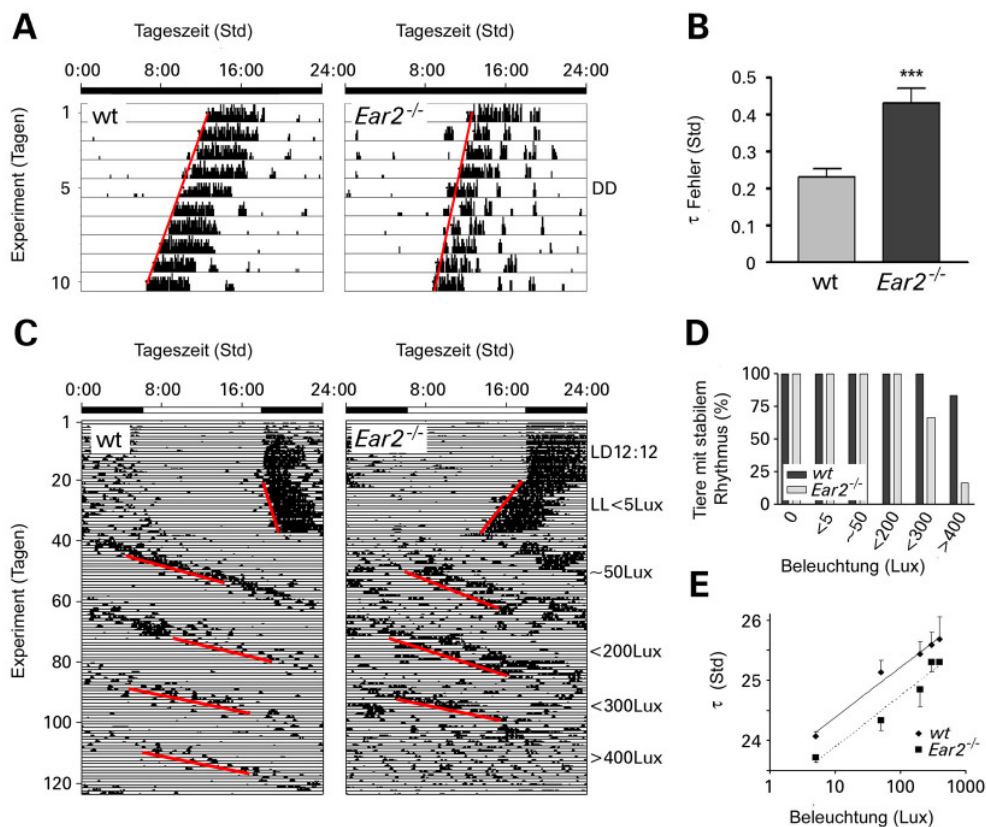 A
Tageszeit (Std)
Tageszeit (Std)
0:00 8:00 16:00 24:00
0:00 8:00 16:00 24:00
Experiment (Tagen)
1
5
10
wt
Ear2-/-
DD
B
τ Fehler (Std)
0.5
0.4
0.3
0.2
0.1
0
***
wt
Ear2-/-
C
Tageszeit (Std)
Tageszeit (Std)
0:00 8:00 16:00 24:00
0:00 8:00 16:00 24:00
Experiment (Tagen)
1
20
40
60
80
100
120
wt
Ear2-/-
LD12:12
LL<5Lux
~50Lux
<200Lux
<300Lux
>400Lux
D
Tiere mit stabilem
Rhythmus (%)
100
75
50
25
0
wt
Ear2-/-
0 <5 ~50 <200 <300 >400
Beleuchtung (Lux)
E
τ (Std)
26
25
24
wt
Ear2-/-
1 10 100 1000
Beleuchtung (Lux)